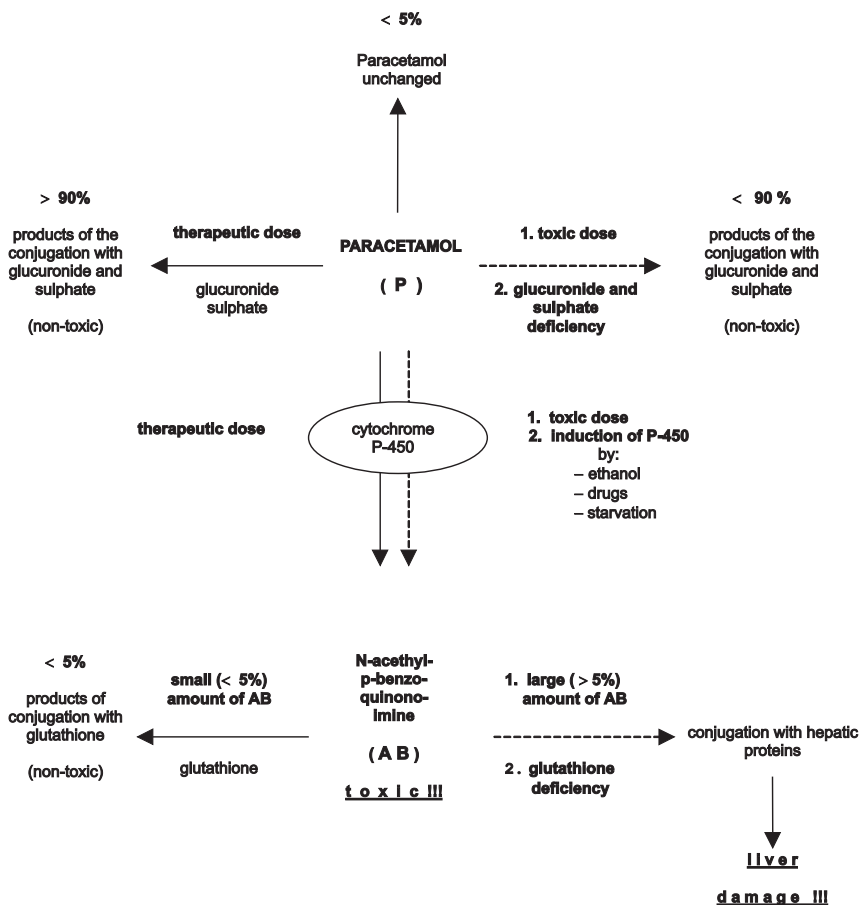 < 5%
Paracetamol
unchanged
> 90%
products of the
conjugation with
glucuronide and
sulphate
(non-toxic)
therapeutic dose
glucuronide
sulphate
PARACETAMOL
( P )
1. toxic dose
2. glucuronide and
sulphate
deficiency
< 90 %
products of the
conjugation with
glucuronide and
sulphate
(non-toxic)
therapeutic dose
cytochrome
P-450
1. toxic dose
2. induction of P-450
by:
– ethanol
– drugs
– starvation
< 5%
products of
conjugation with
glutathione
(non-toxic)
small (< 5%)
amount of AB
glutathione
N-acethyl-
p-benzo-
quinono-
imine
( A B )
t o x i c !!!
1. large ( > 5%)
amount of AB
2 . glutathione
deficiency
conjugation with hepatic
proteins
l i v e r
d a m a g e !!!